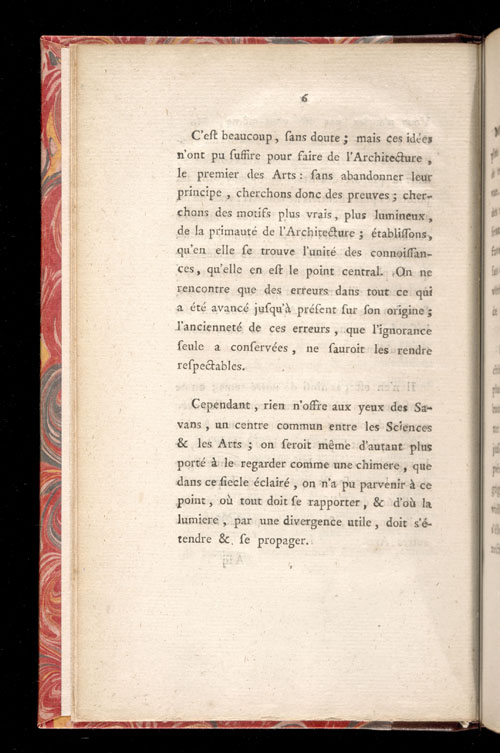 6
C'eſt beaucoup, ſans doute ; mais ces idées
n'ont pu ſuffire pour faire de l'Architecture,
le premier des Arts : ſans abandonner leur
principe, cherchons donc des preuves ; cher-
chons des motifs plus vrais, plus lumineux,
de la primauté de l'Architecture ; établiſſons,
qu'en elle ſe trouve l'unité des connoiſſan-
ces, qu'elle en eſt le point central. On ne
rencontre que des erreurs dans tout ce qui
a été avancé juſqu'à préſent ſur ſon origine ;
l'ancienneté de ces erreurs, que l'ignorance
ſeule a conſervées, ne ſauroit les rendre
reſpectables.
Cependant, rien n'offre aux yeux des Sa-
vans, un centre commun entre les Sciences
& les Arts ; on ſeroit même d'autant plus
porté à le regarder comme une chimere, que
dans ce ſiecle éclairé, on n'a pu parvenir à ce
point, où tout doit ſe rapporter, & d'où la
lumiere, par une divergence utile, doit s'é-
tendre & ſe propager.